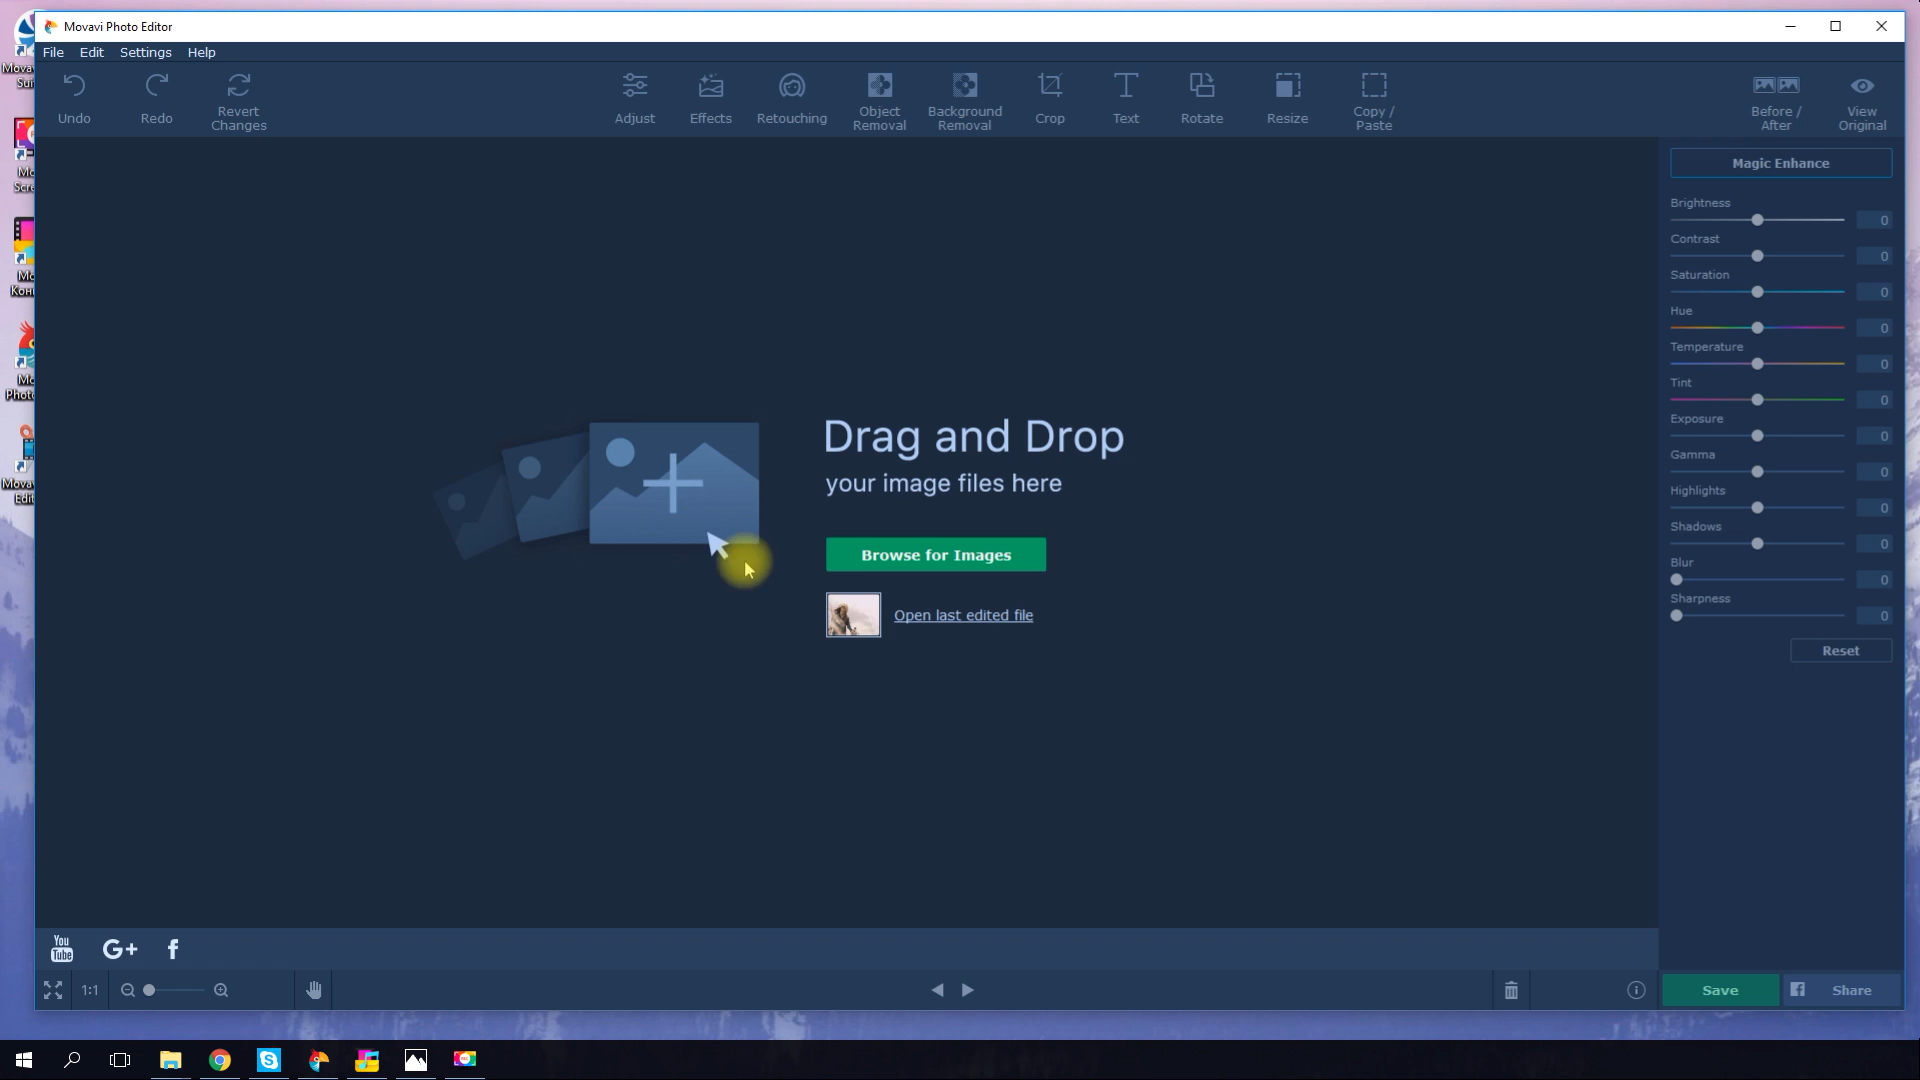 Movavi Photo Editor
File Edit Settings Help
Undo
Redo
Revert
Changes
Adjust
Effects
Retouching
Object
Removal
Background
Removal
Crop
Text
Rotate
Resize
Copy /
Paste
Before /
After
View
Original
Magic Enhance
Brightness
0
Contrast
0
Saturation
0
Hue
0
Temperature
0
Tint
0
Exposure
0
Gamma
0
Highlights
0
Shadows
0
Blur
0
Sharpness
0
Reset
Drag and Drop
your image files here
Browse for Images
Open last edited file
You
Tube
G+
f
1:1
Save
Share